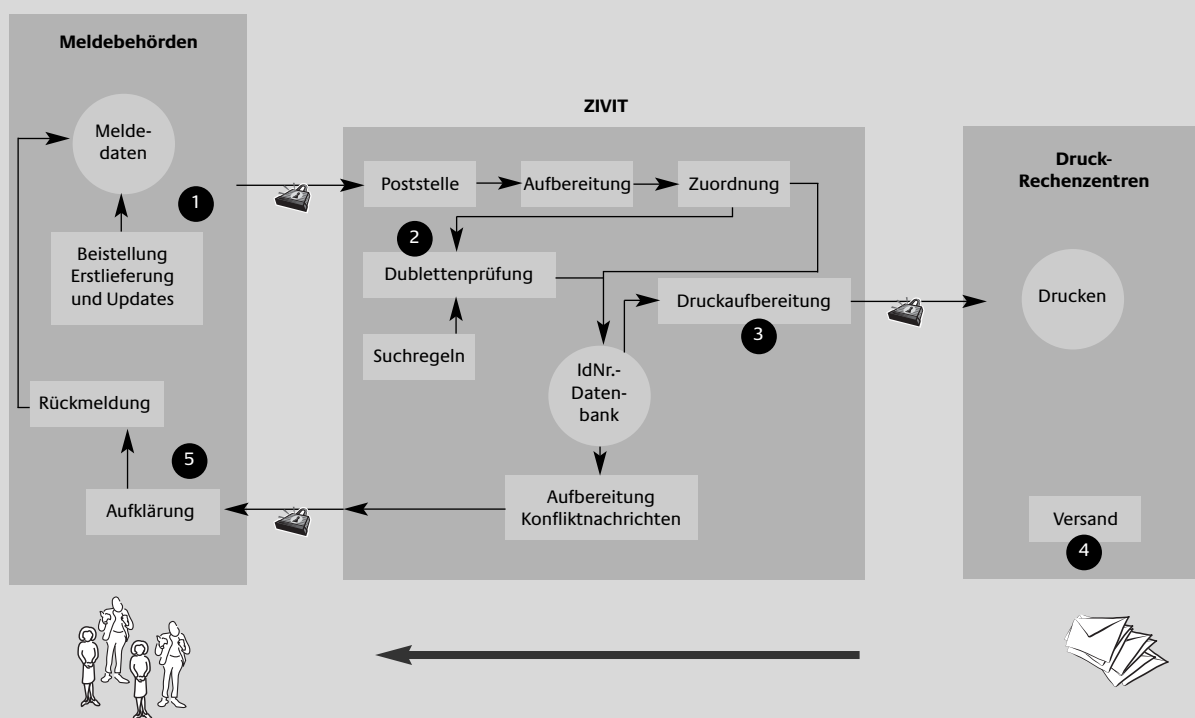 Meldebehörden
Melde-
daten
1
Beistellung
Erstlieferung
und Updates
Rückmeldung
5
Aufklärung
ZIVIT
Poststelle
Aufbereitung
Zuordnung
2
Dublettenprüfung
Suchregeln
Druckaufbereitung
3
IdNr.-
Daten-
bank
Aufbereitung
Konfliktnachrichten
Druck-
Rechenzentren
Drucken
Versand
4